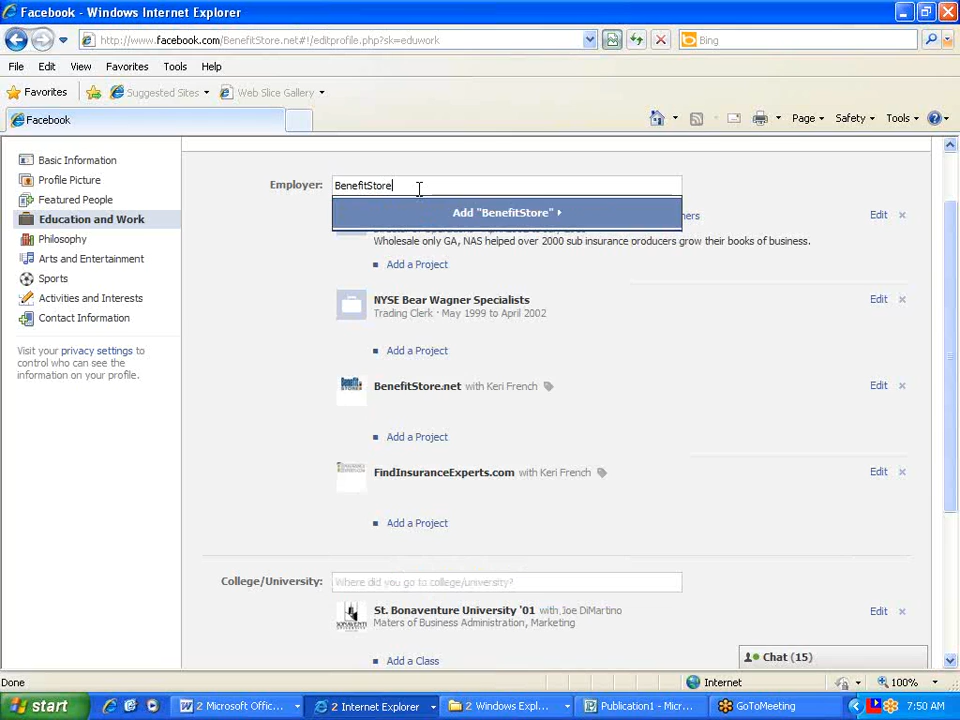 Facebook - Windows Internet Explorer
http://www.facebook.com/BenefitStore.net#!/editprofile.php?sk=eduwork
Bing
File Edit View Favorites Tools Help
Favorites Suggested Sites Web Slice Gallery
Facebook
Page Safety Tools
Basic Information
Profile Picture
Featured People
Education and Work
Philosophy
Arts and Entertainment
Sports
Activities and Interests
Contact Information
Visit your privacy settings to
control who can see the
information on your profile.
Employer: BenefitStore
Add "BenefitStore"
ners
Edit
Wholesale only GA, NAS helped over 2000 sub insurance producers grow their books of business.
Add a Project
NYSE Bear Wagner Specialists
Edit
Trading Clerk · May 1999 to April 2002
Add a Project
BenefitStore.net with Keri French
Edit
Add a Project
FindInsuranceExperts.com with Keri French
Edit
Add a Project
College/University: Where did you go to college/university?
St. Bonaventure University '01 with Joe DiMartino
Edit
Maters of Business Administration, Marketing
Add a Class
Chat (15)
Done
Internet
100%
start
2 Microsoft Offic...
2 Internet Explorer
2 Windows Expl...
Publication1 - Micr...
GoToMeeting
7:50 AM